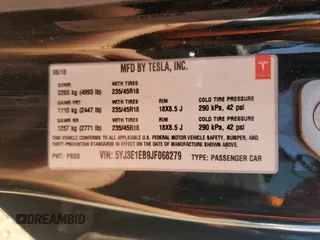 08/18 MFD BY TESLA, INC.
GVWR WITH TIRES
2265 kg (4993 lb) 235/45R18
GAWR FRT WITH TIRES RIM COLD TIRE PRESSURE
1110 kg (2447 lb) 235/45R18 18X8.5 J 290 kPa, 42 psi
GAWR RR WITH TIRES RIM COLD TIRE PRESSURE
1257 kg (2771 lb) 235/45R18 18X8.5 J 290 kPa, 42 psi
THIS VEHICLE CONFORMS TO ALL APPLICABLE U.S. FEDERAL MOTOR VEHICLE SAFETY, BUMPER, AND
THEFT PREVENTION STANDARDS IN EFFECT ON THE DATE OF MANUFACTURE SHOWN ABOVE.
PNT: PBSB VIN: 5YJ3E1EB9JF068279 TYPE: PASSENGER CAR
TESLA
DREAMBID